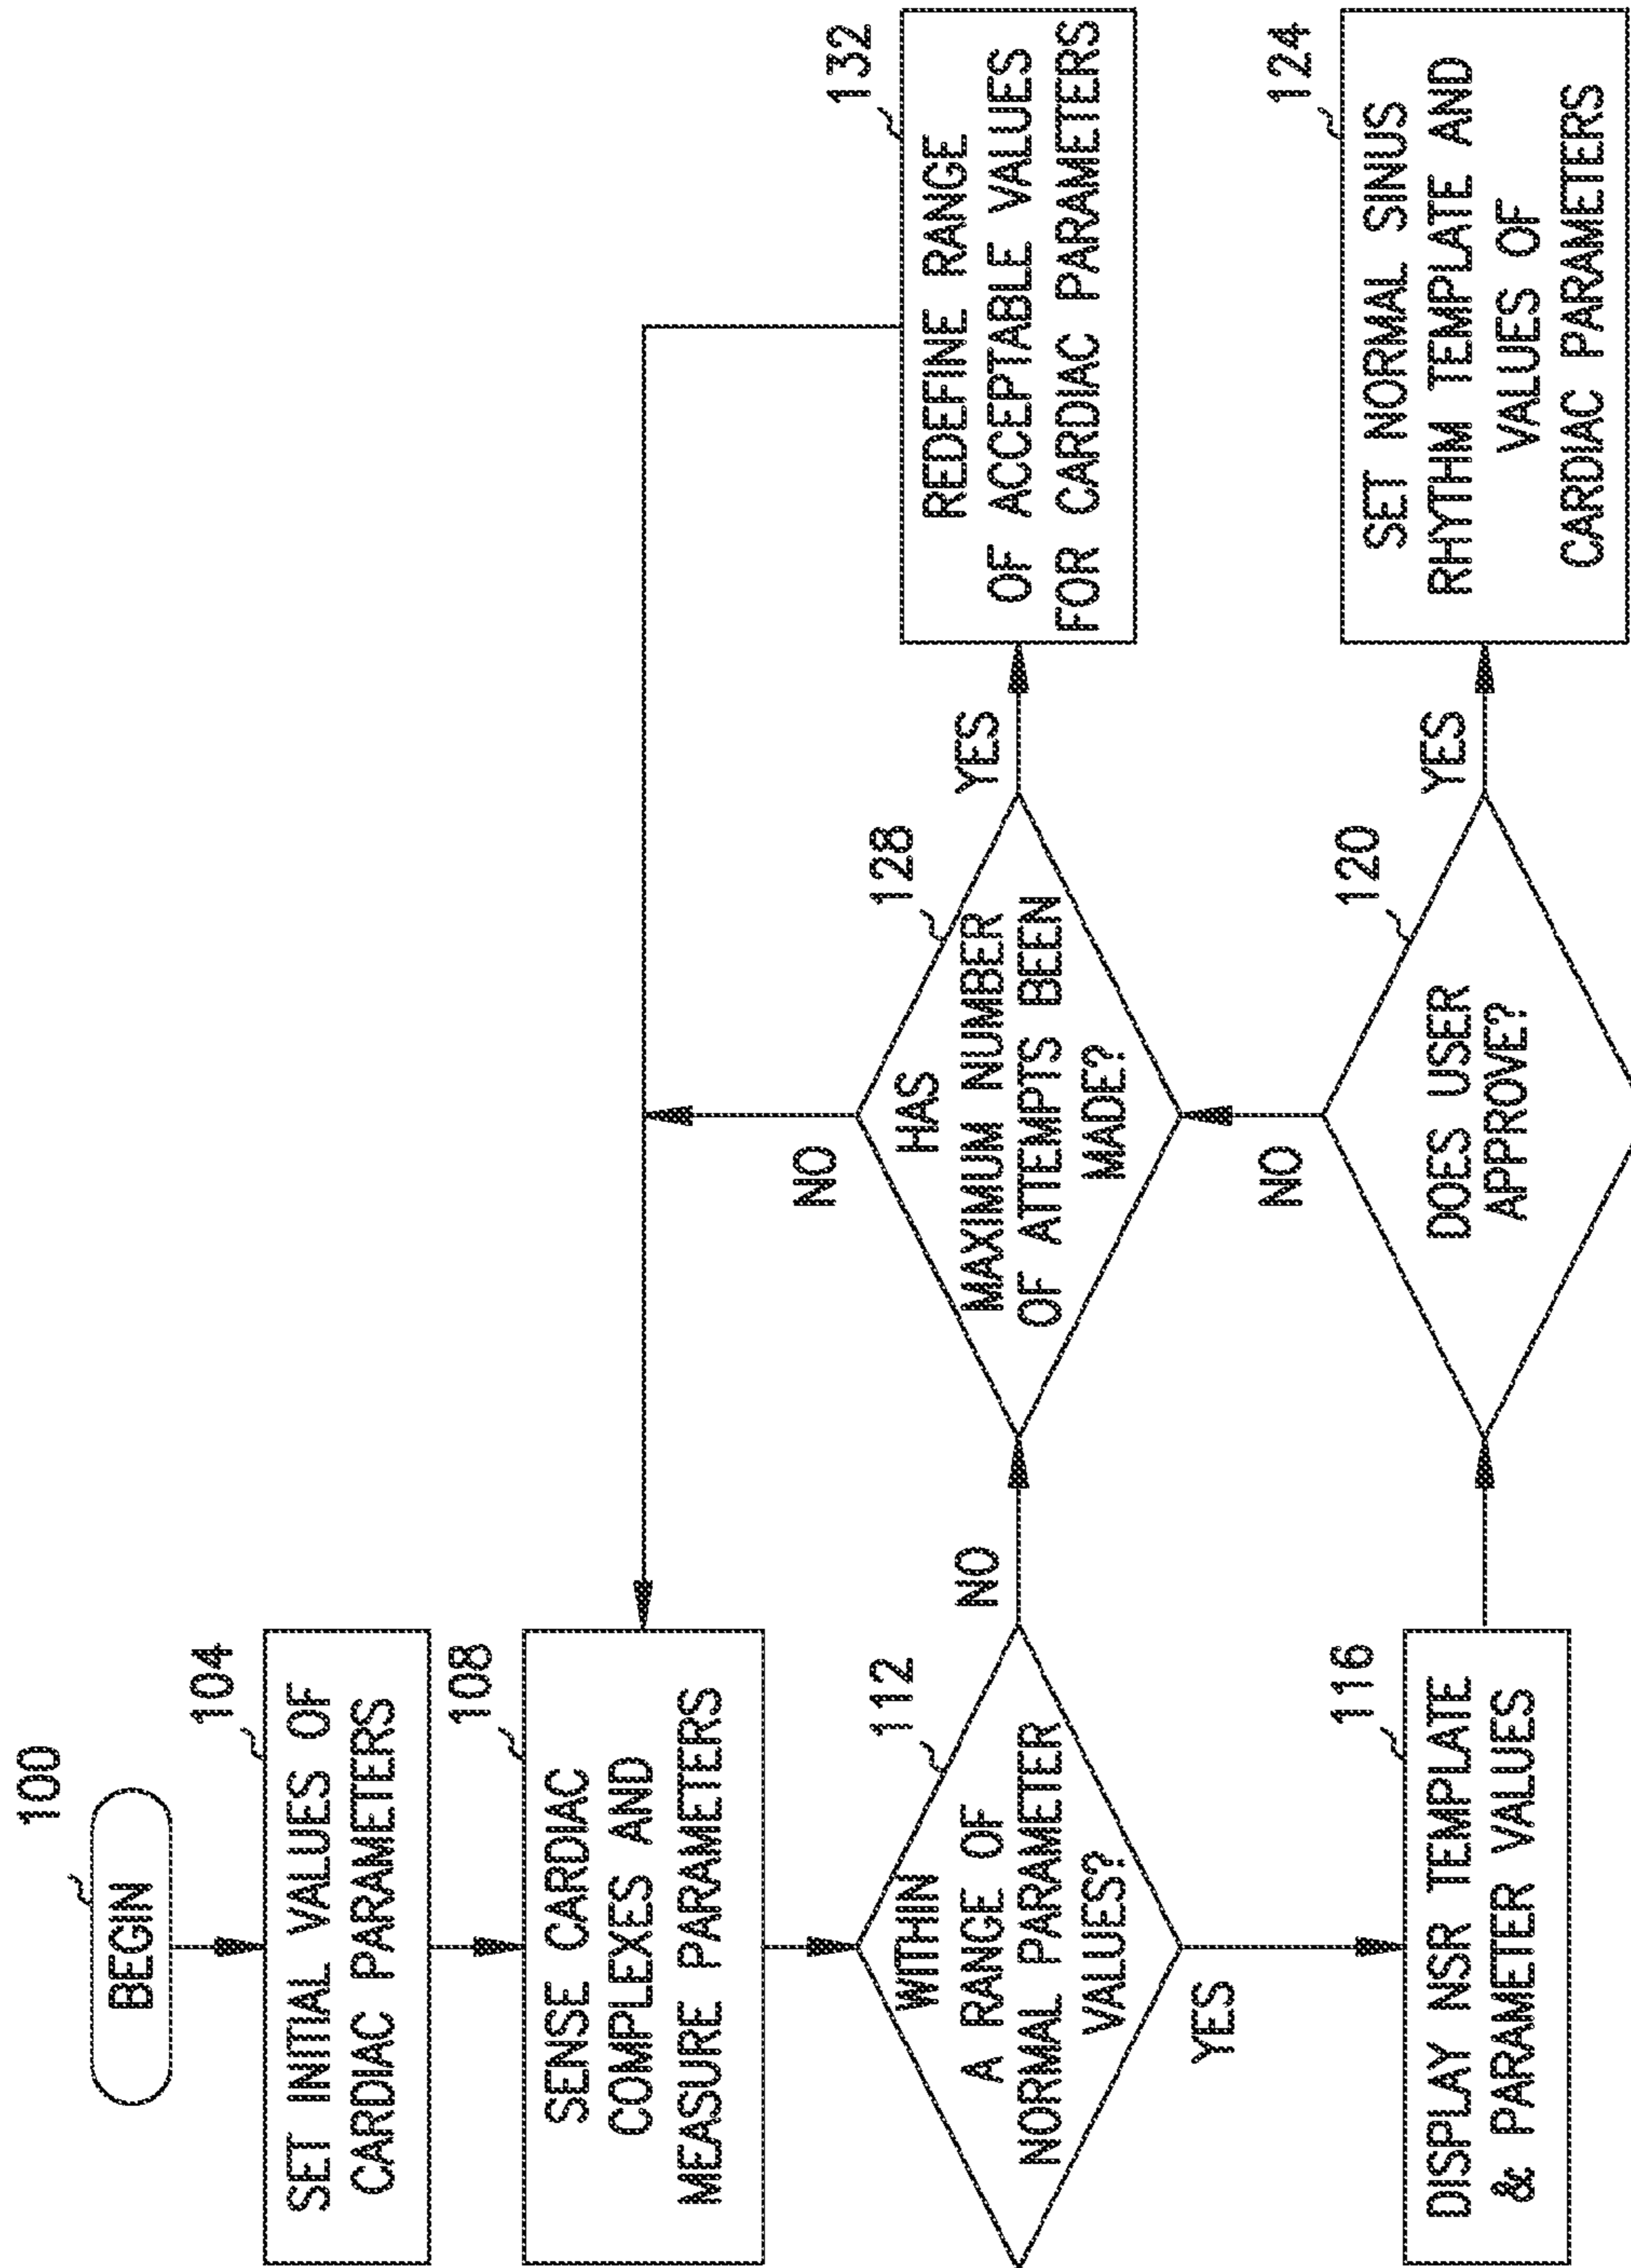 100
BEGIN
104
SET INITIAL VALUES OF
CARDIAC PARAMETERS
108
SENSE CARDIAC
COMPLEXES AND
MEASURE PARAMETERS
112
WITHIN
A RANGE OF
NORMAL PARAMETER
VALUES?
NO
YES
116
DISPLAY NSR TEMPLATE
& PARAMETER VALUES
128
HAS
MAXIMUM NUMBER
OF ATTEMPTS BEEN
MADE?
NO
YES
120
DOES USER
APPROVE?
NO
YES
132
REDEFINE RANGE
OF ACCEPTABLE VALUES
FOR CARDIAC PARAMETERS
124
SET NORMAL SINUS
RHYTHM TEMPLATE AND
VALUES OF
CARDIAC PARAMETERS